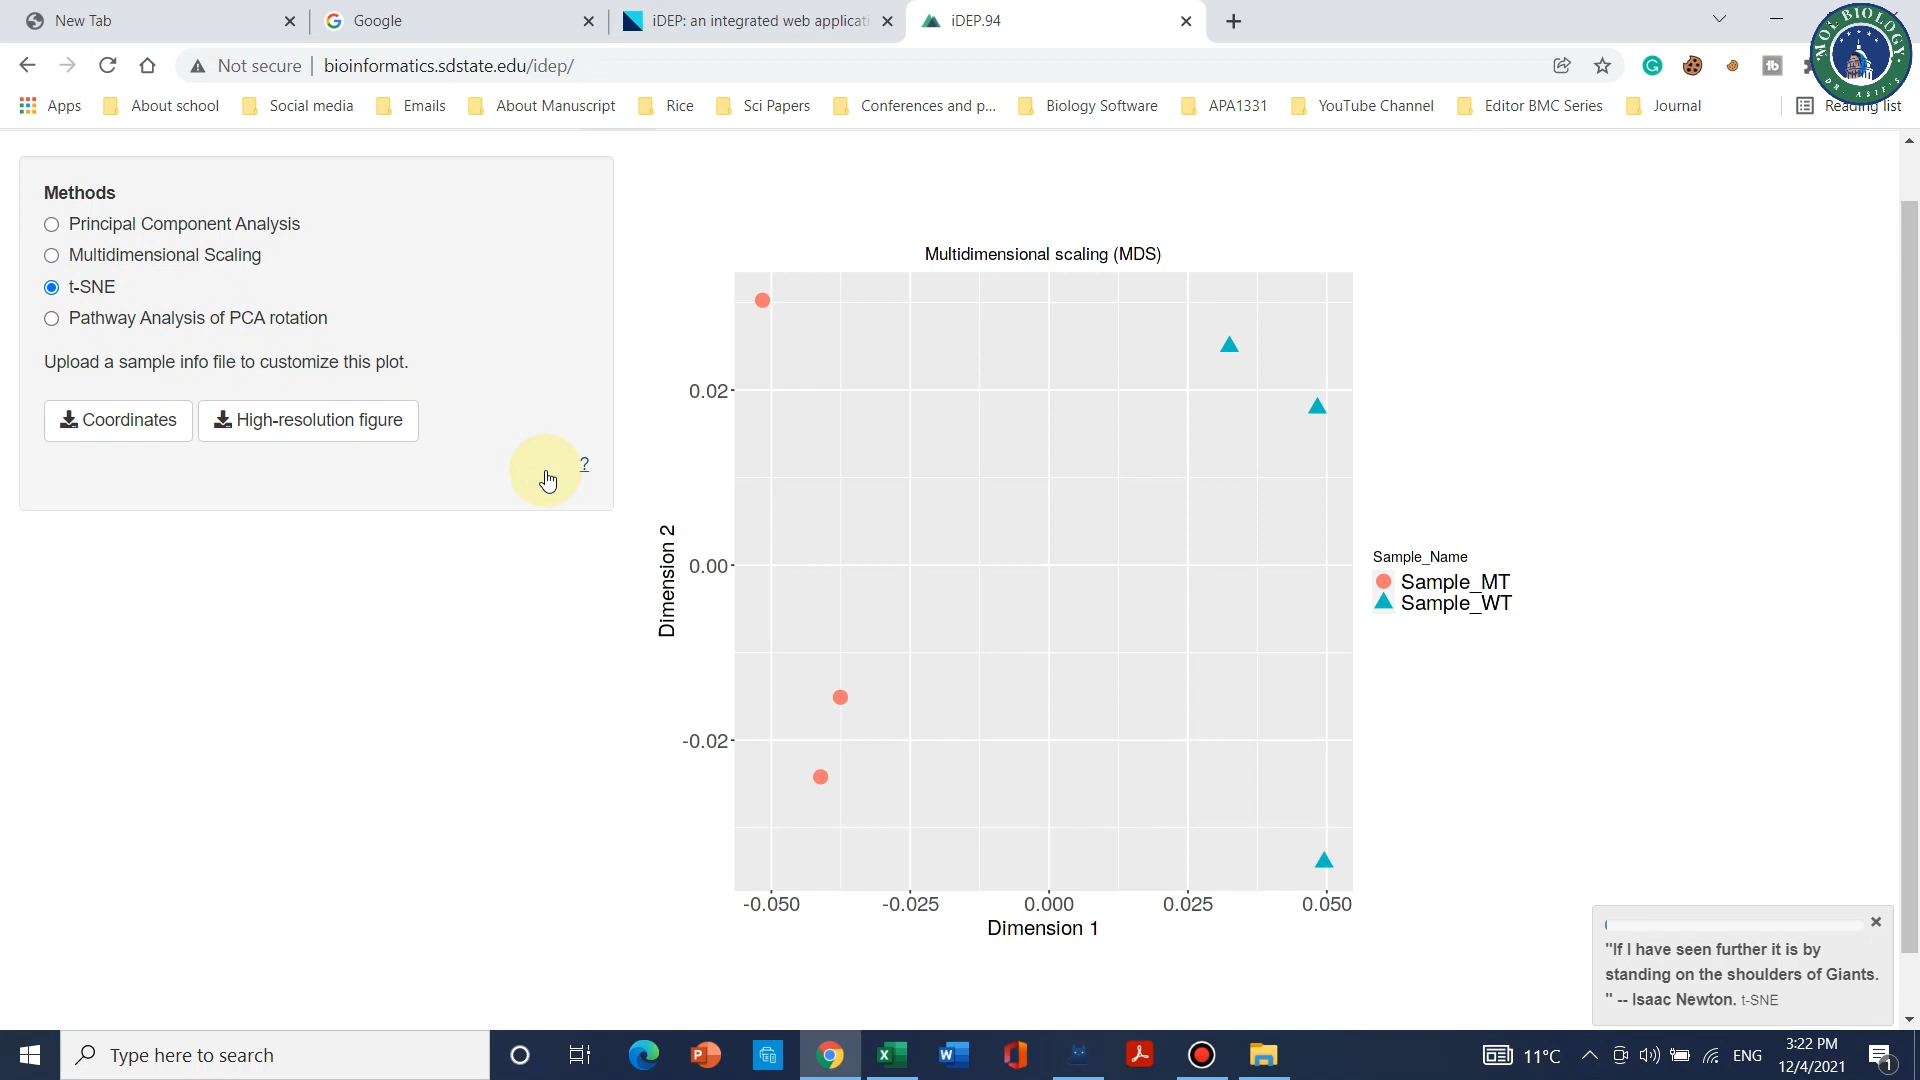 New Tab
Google
iDEP: an integrated web applicati
iDEP.94
Not secure
bioinformatics.sdstate.edu/idep/
MOY BIOLOGY
DR. ASIF'S
Apps
About school
Social media
Emails
About Manuscript
Rice
Sci Papers
Conferences and p...
Biology Software
APA1331
YouTube Channel
Editor BMC Series
Journal
Reading list
Methods
Principal Component Analysis
Multidimensional Scaling
t-SNE
Pathway Analysis of PCA rotation
Upload a sample info file to customize this plot.
Coordinates
High-resolution figure
?
Multidimensional scaling (MDS)
0.02
0.00
-0.02
Dimension 2
-0.050
-0.025
0.000
0.025
0.050
Dimension 1
Sample_Name
Sample_MT
Sample_WT
"If I have seen further it is by
standing on the shoulders of Giants.
" -- Isaac Newton. t-SNE
Type here to search
11°C
ENG
3:22 PM
12/4/2021
1